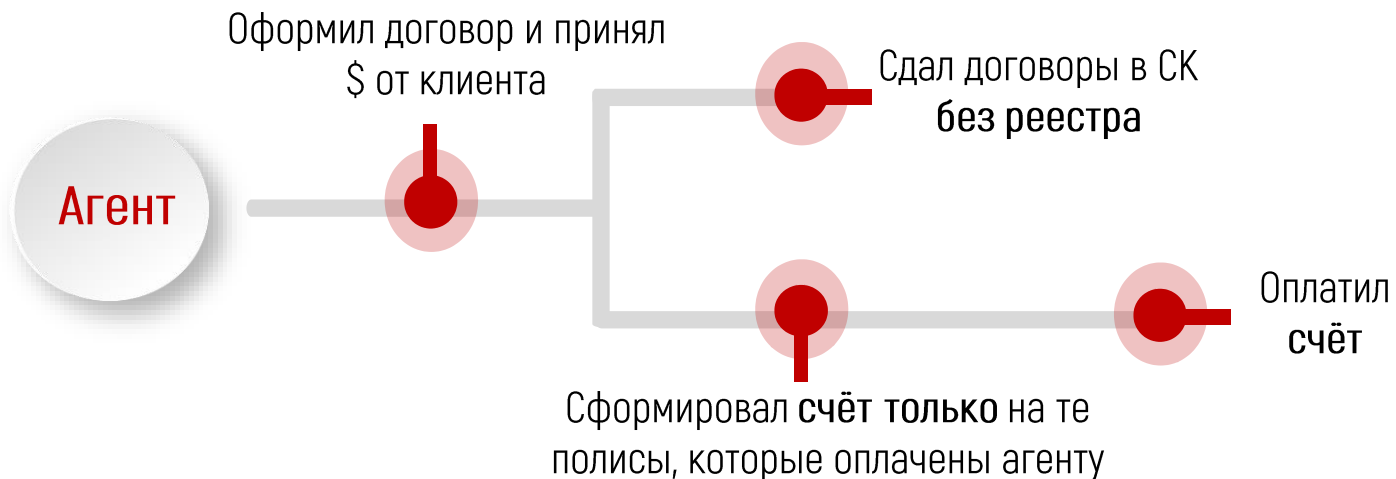 Агент
Оформил договор и принял
$ от клиента
Сдал договоры в СК
без реестра
Сформировал счёт только на те
полисы, которые оплачены агенту
Оплатил
счёт